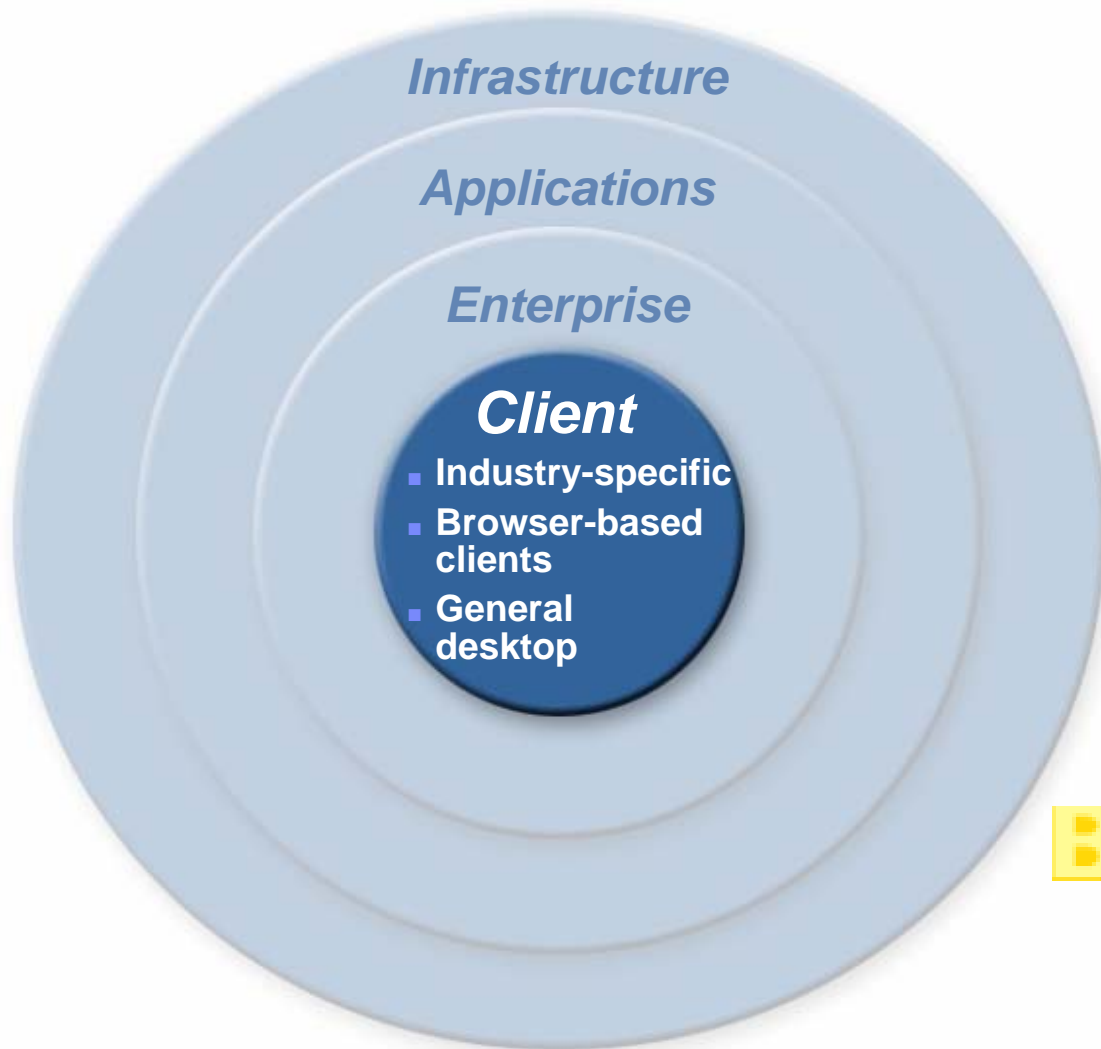 Infrastructure
Applications
Enterprise
Client
Industry-specific
Browser-based
clients
General
desktop